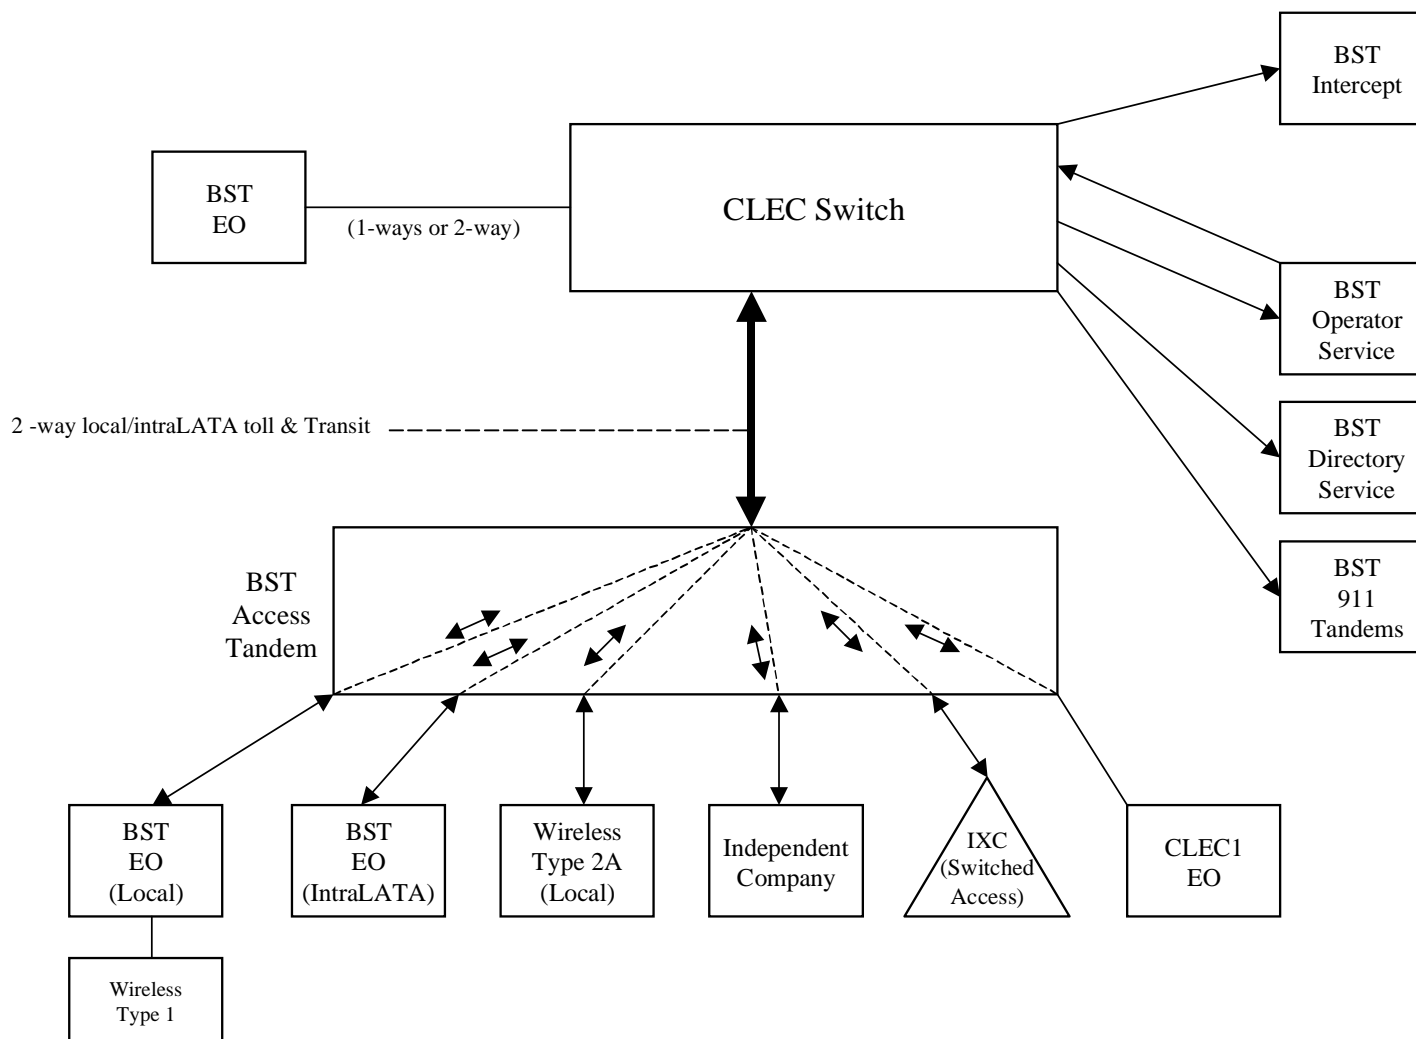 BST
Intercept
BST
EO
(1-ways or 2-way)
CLEC Switch
BST
Operator
Service
2 -way local/intraLATA toll & Transit
BST
Directory
Service
BST
911
Tandems
BST
Access
Tandem
BST
EO
(Local)
BST
EO
(IntraLATA)
Wireless
Type 2A
(Local)
Independent
Company
IXC
(Switched
Access)
CLEC1
EO
Wireless
Type 1